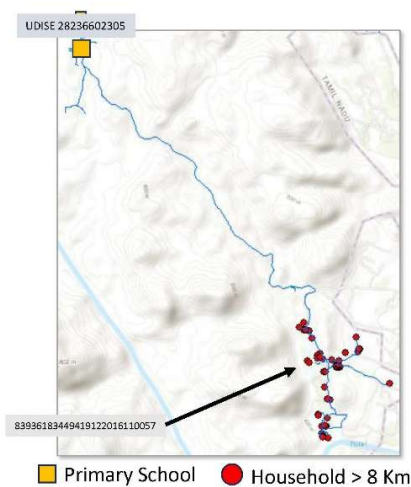 UDISE 28236602305
TAMIL NADU
83936183449419122016110057
Primary School
Household > 8 Km